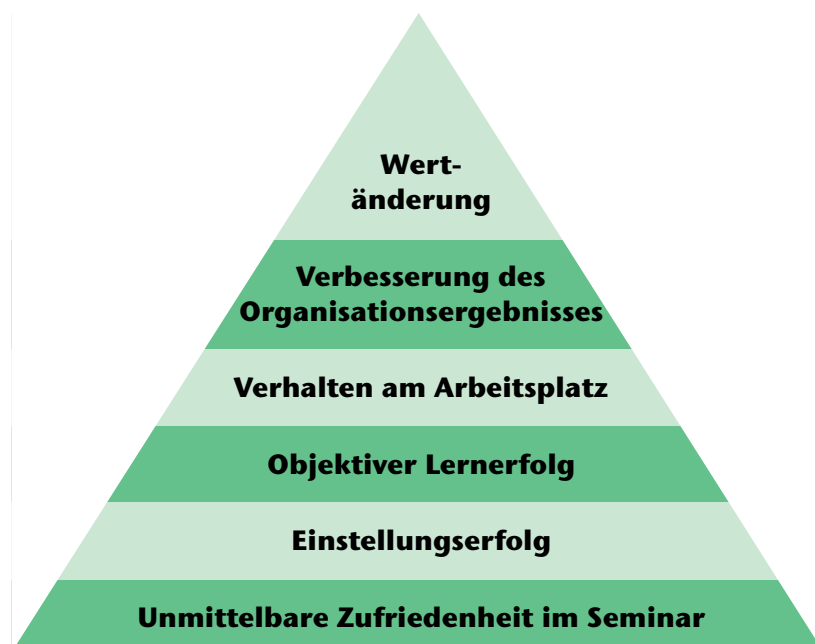 Wert-
änderung
Verbesserung des
Organisationsergebnisses
Verhalten am Arbeitsplatz
Objektiver Lernerfolg
Einstellungserfolg
Unmittelbare Zufriedenheit im Seminar